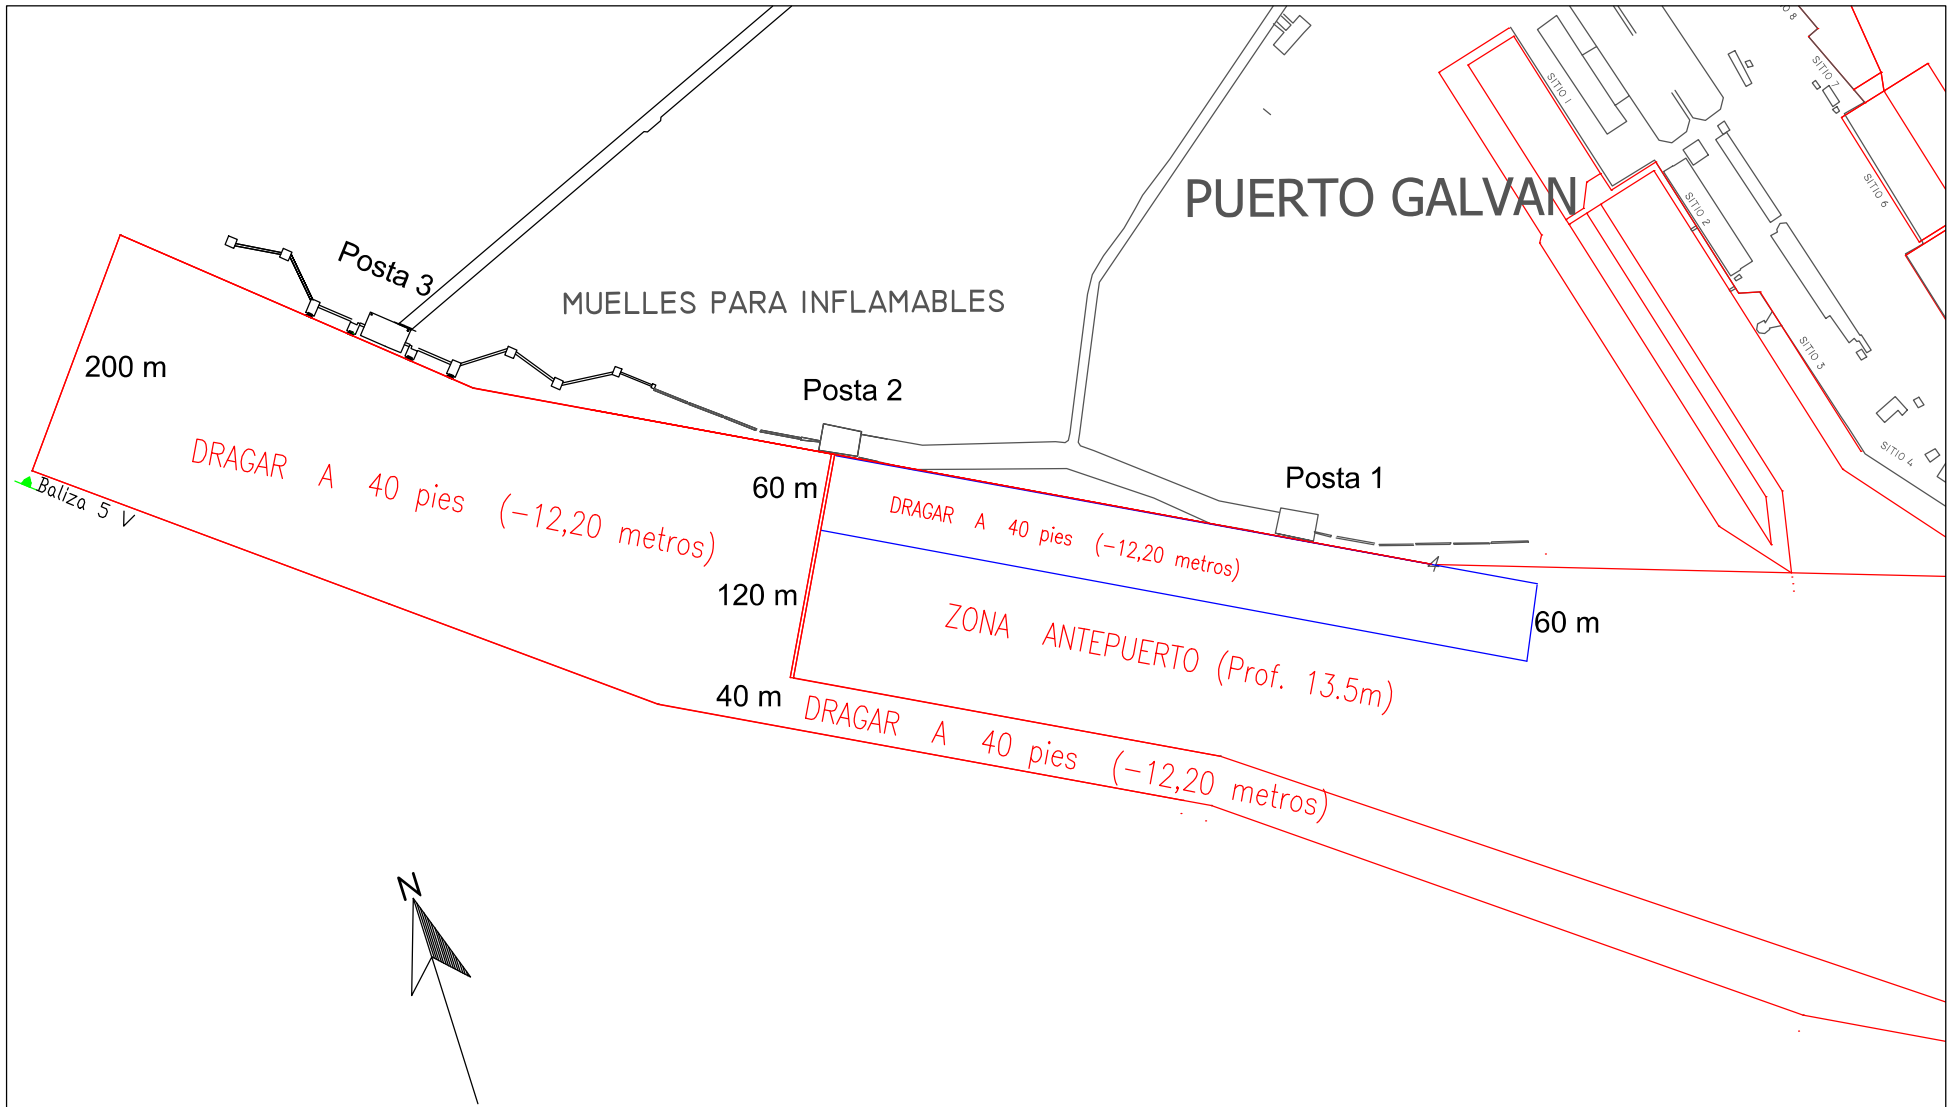 O 8
SITIO 7
SITIO 1
PUERTO GALVAN
SITIO 2
SITIO 6
Posta 3
MUELLES PARA INFLAMABLES
SITIO 3
200 m
Posta 2
SITIO 4
DRAGAR A 40 pies (-12,20 metros)
Baliza 5 V
60 m
Posta 1
DRAGAR A 40 pies (-12,20 metros)
4
120 m
ZONA ANTEPUERTO (Prof. 13.5m)
60 m
40 m
DRAGAR A 40 pies (-12,20 metros)
N